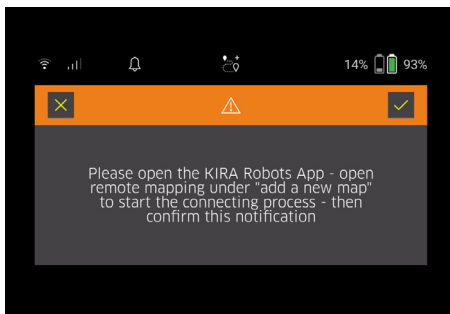 14% 93%
Please open the KIRA Robots App - open
remote mapping under "add a new map"
to start the connecting process - then
confirm this notification